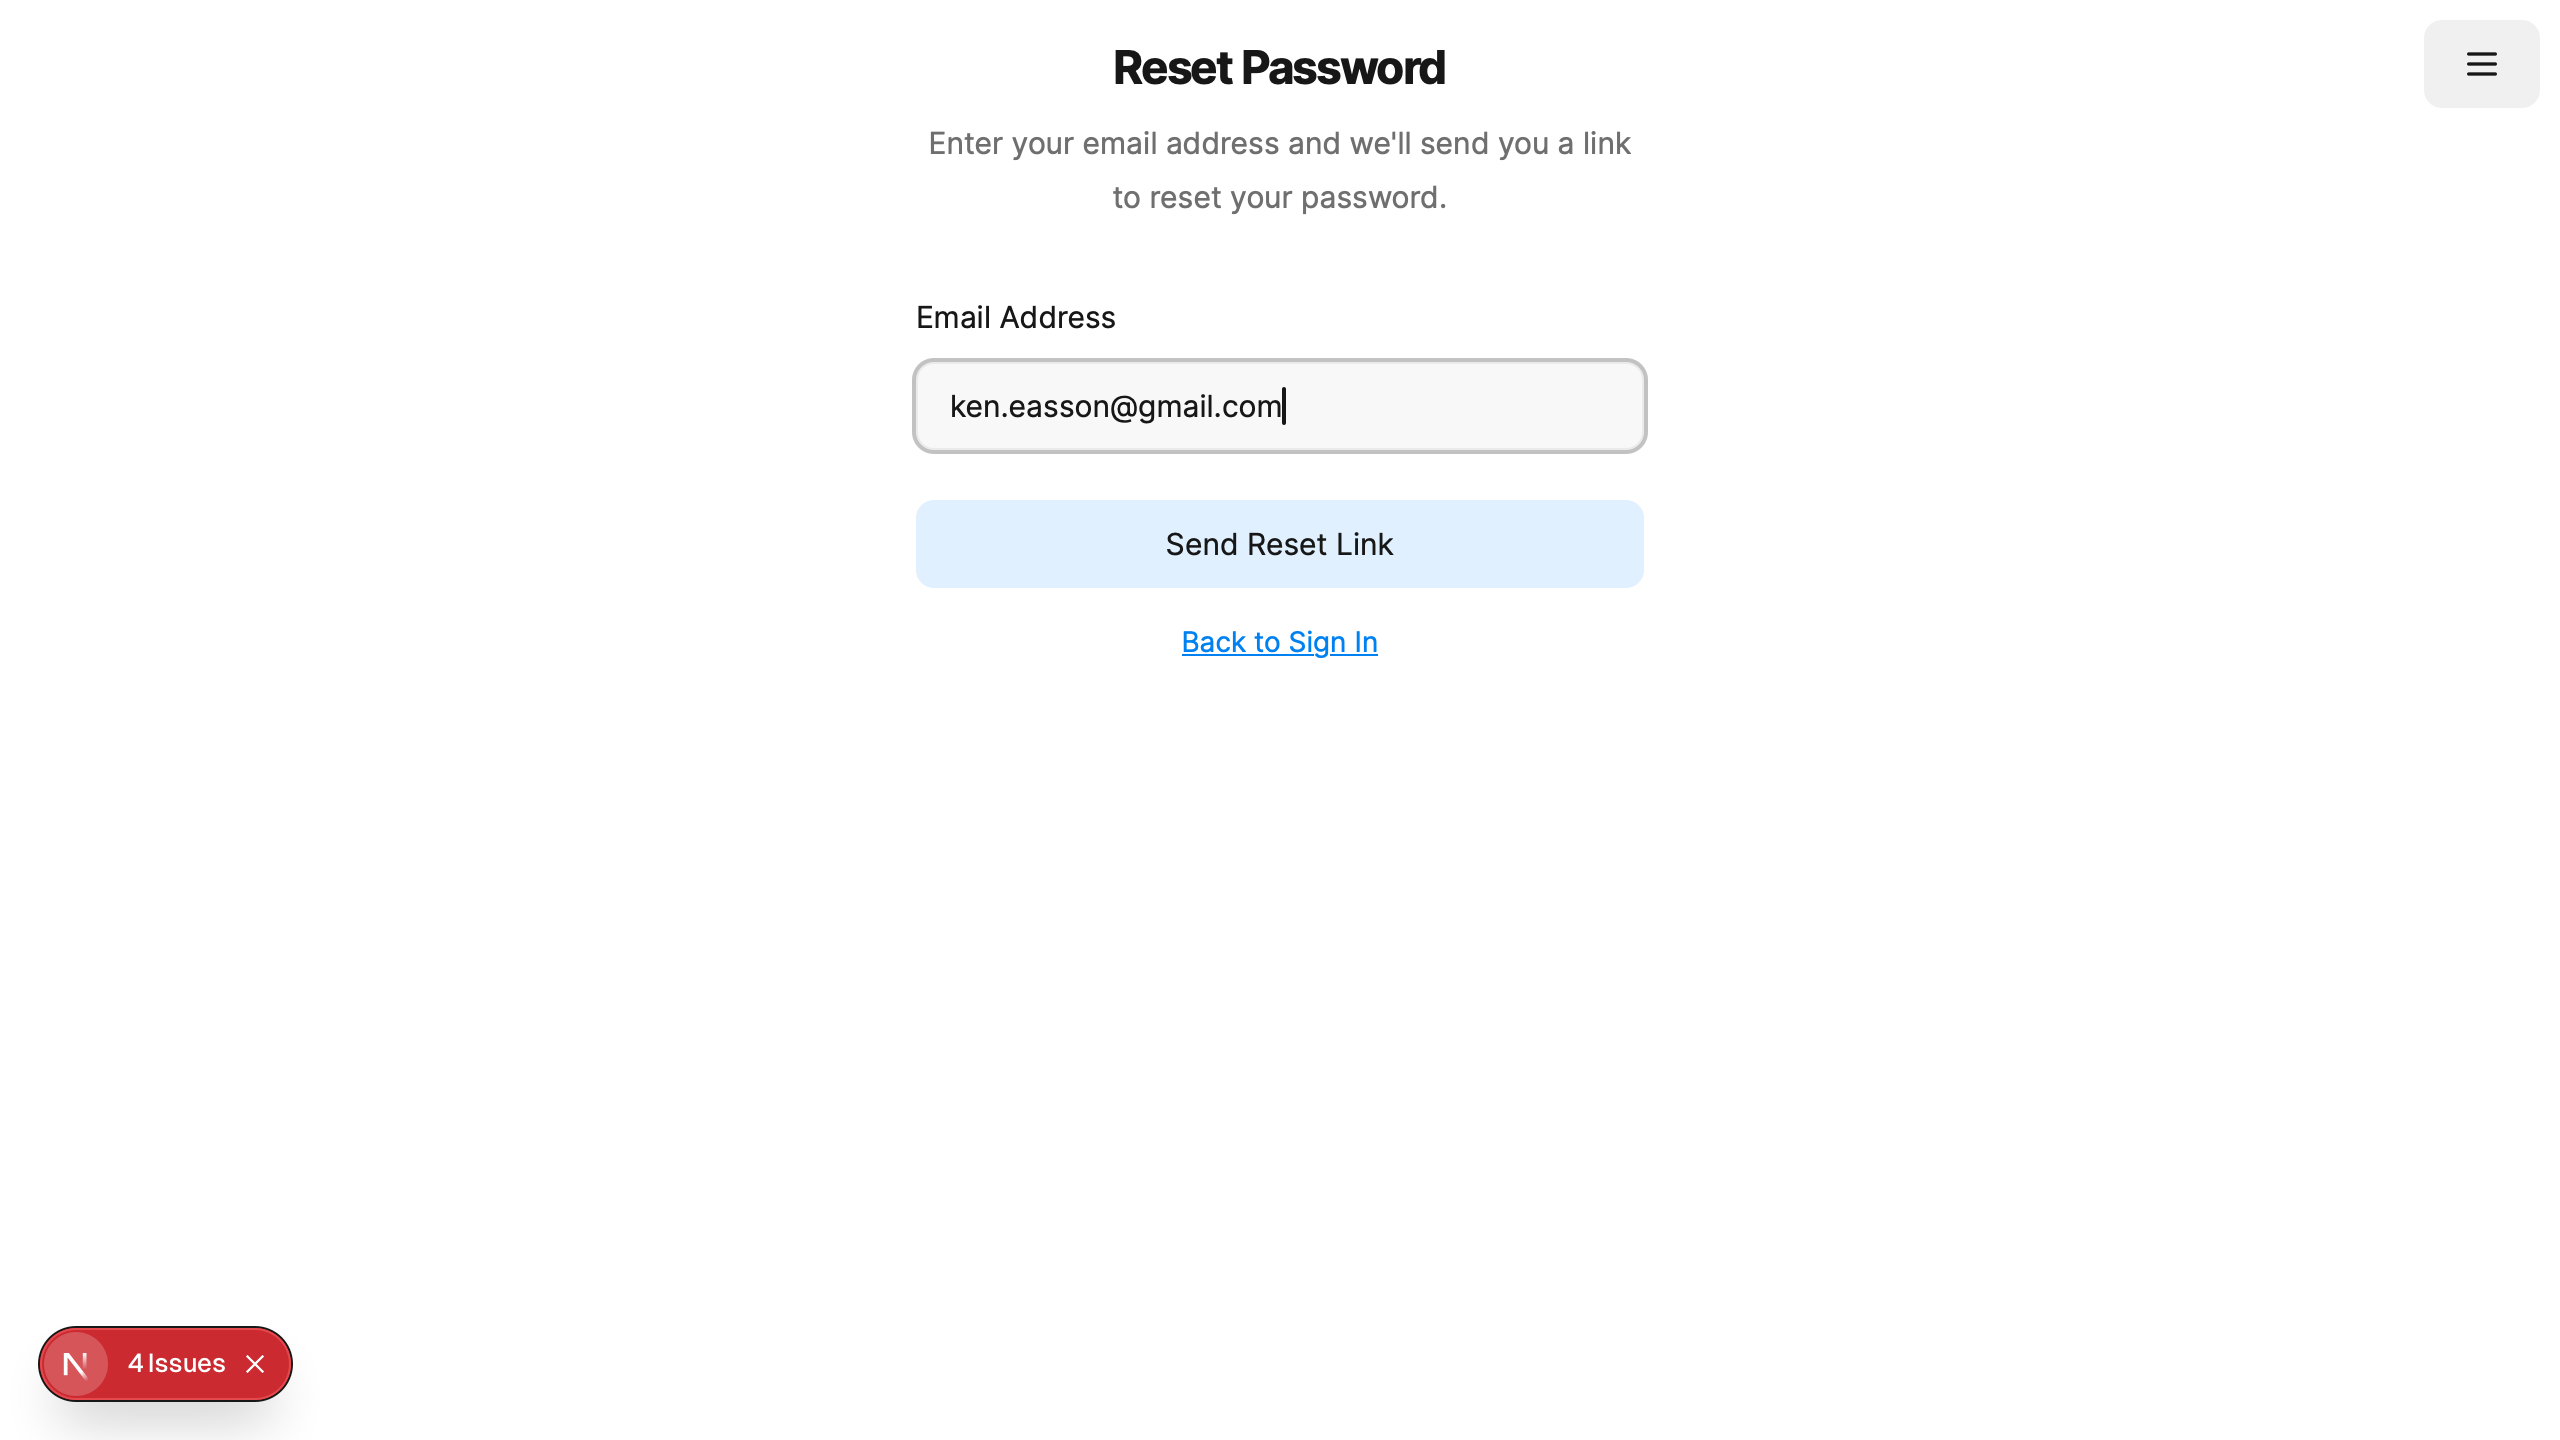 Reset Password
Enter your email address and we'll send you a link
to reset your password.
Email Address
ken.easson@gmail.com
Send Reset Link
Back to Sign In
N 4 Issues